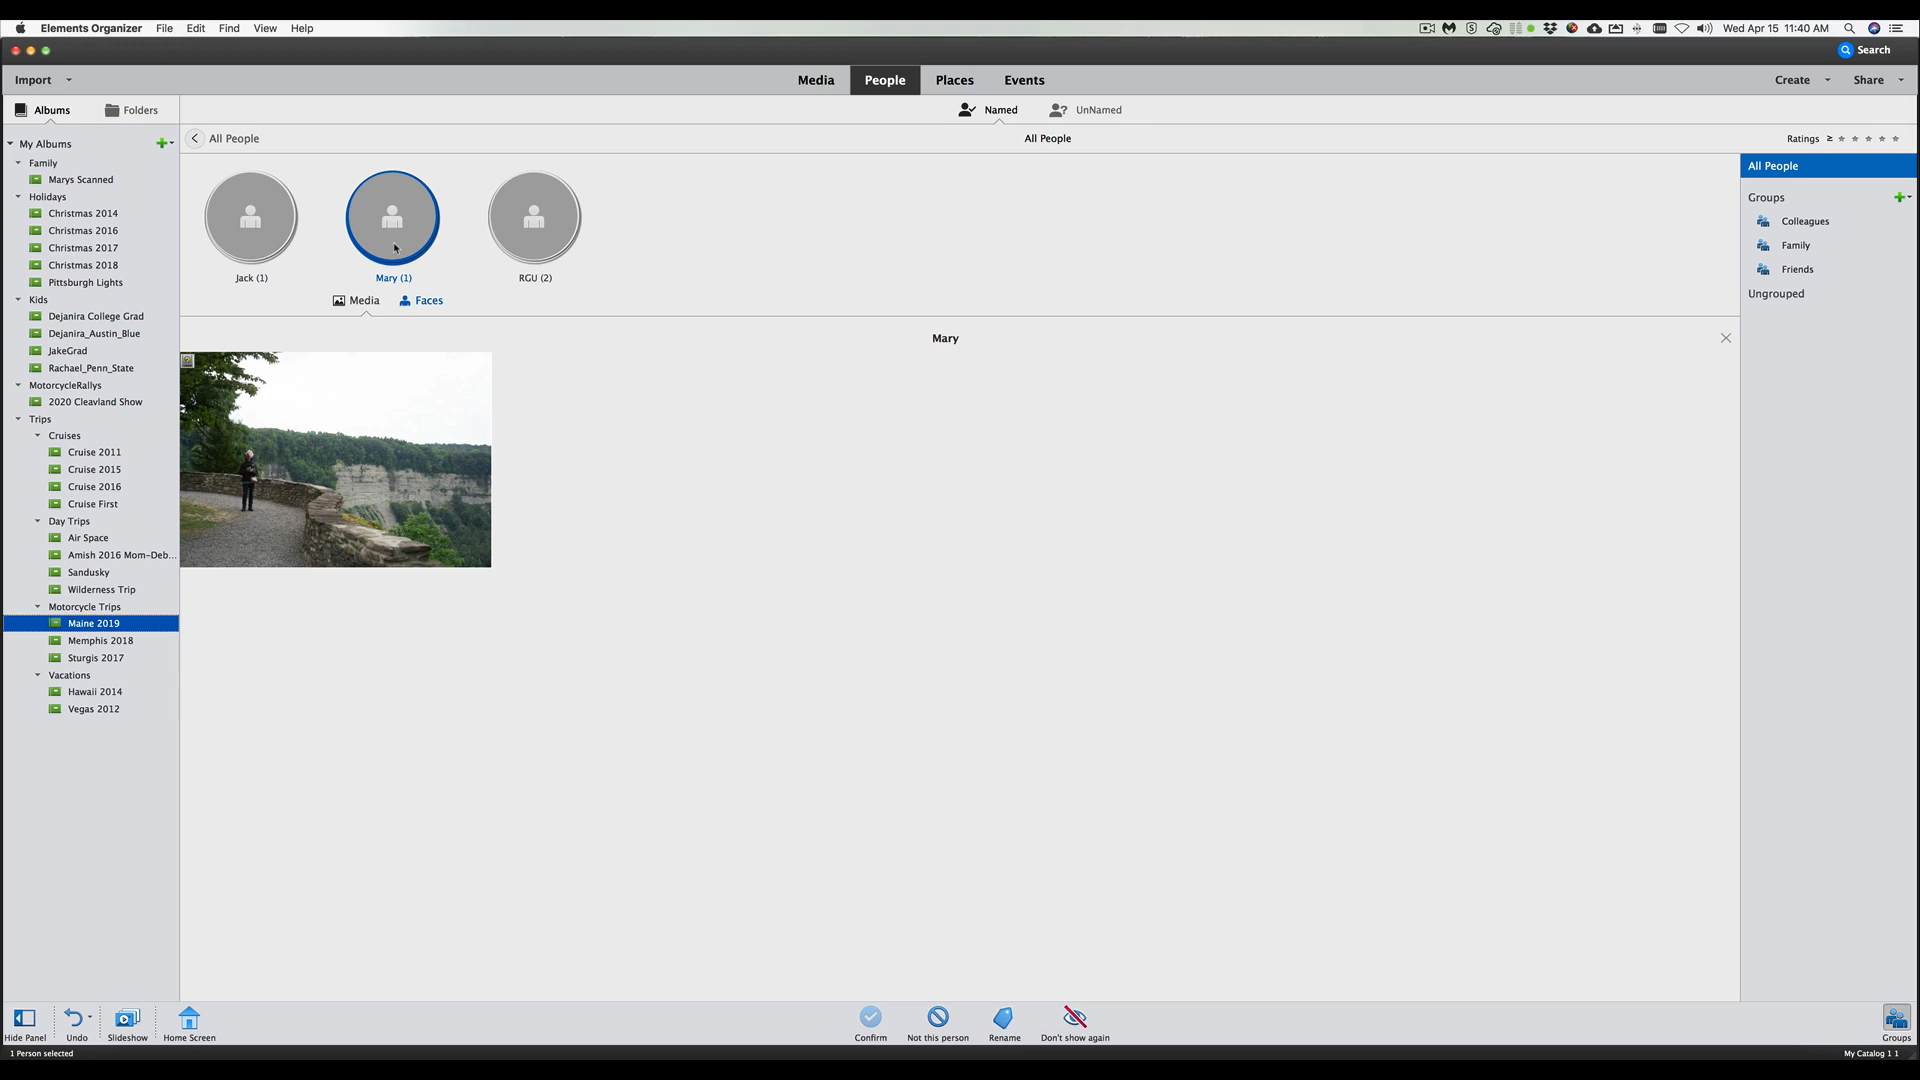 Elements Organizer File Edit Find View Help Wed Apr 15 11:40 AM
Search
Import Media People Places Events Create Share
Albums Folders Named UnNamed
All People All People Ratings ≥
My Albums
Family
Marys Scanned
Holidays
Christmas 2014
Christmas 2016
Christmas 2017
Christmas 2018
Pittsburgh Lights
Kids
Dejanira College Grad
Dejanira_Austin_Blue
JakeGrad
Rachael_Penn_State
MotorcycleRallys
2020 Cleavland Show
Trips
Cruises
Cruise 2011
Cruise 2015
Cruise 2016
Cruise First
Day Trips
Air Space
Amish 2016 Mom-Deb...
Sandusky
Wilderness Trip
Motorcycle Trips
Maine 2019
Memphis 2018
Sturgis 2017
Vacations
Hawaii 2014
Vegas 2012
Jack (1) Mary (1) RGU (2)
Media Faces
Mary
All People
Groups
Colleagues
Family
Friends
Ungrouped
Hide Panel Undo Slideshow Home Screen Confirm Not this person Rename Don't show again Groups
1 Person selected My Catalog 1 1